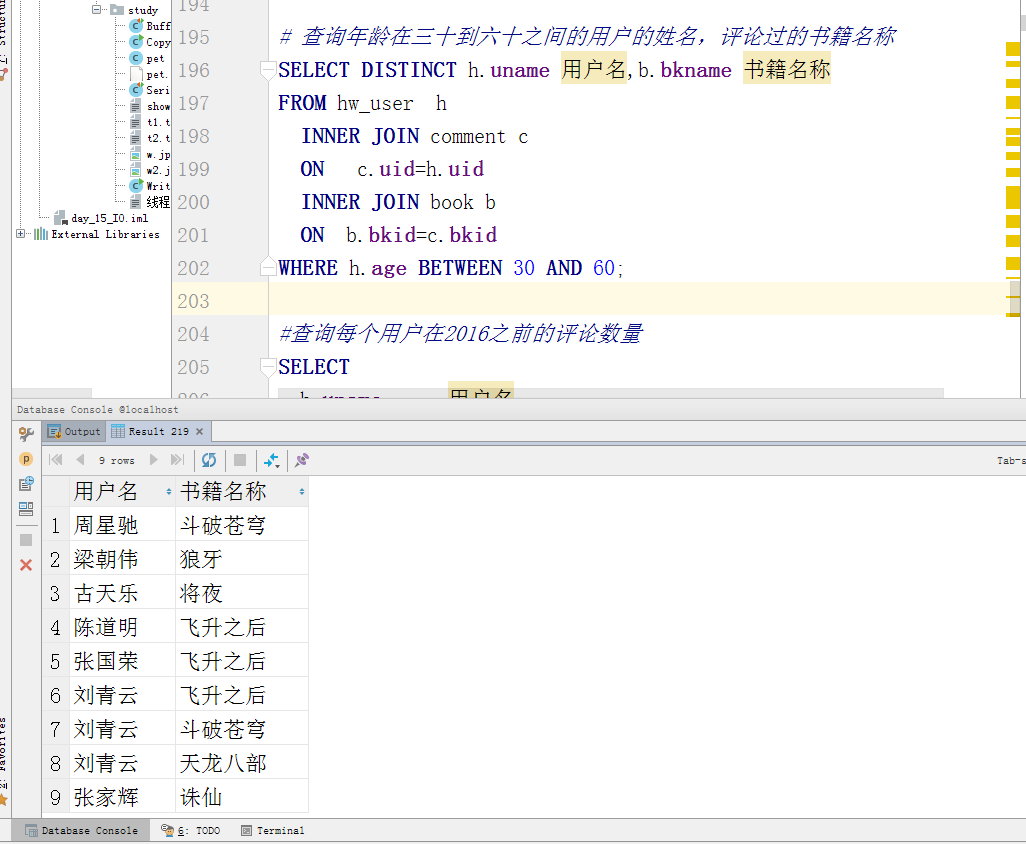 study
Buff
Copy
pet
pet.
Seri
show
t1.t
t2.t
w.jp
w2.j
Writ
线程
day_15_IO.iml
External Libraries
194
195 # 查询年龄在三十到六十之间的用户的姓名，评论过的书籍名称
196 SELECT DISTINCT h.uname 用户名,b.bkname 书籍名称
197 FROM hw_user  h
198 INNER JOIN comment c
199 ON   c.uid=h.uid
200 INNER JOIN book b
201 ON  b.bkid=c.bkid
202 WHERE h.age BETWEEN 30 AND 60;
203
204 #查询每个用户在2016之前的评论数量
205 SELECT
用户名
Database Console @localhost
Output Result 219
9 rows Tab-s
用户名 书籍名称
1 周星驰 斗破苍穹
2 梁朝伟 狼牙
3 古天乐 将夜
4 陈道明 飞升之后
5 张国荣 飞升之后
6 刘青云 飞升之后
7 刘青云 斗破苍穹
8 刘青云 天龙八部
9 张家辉 诛仙
Favorites
Database Console 6: TODO Terminal